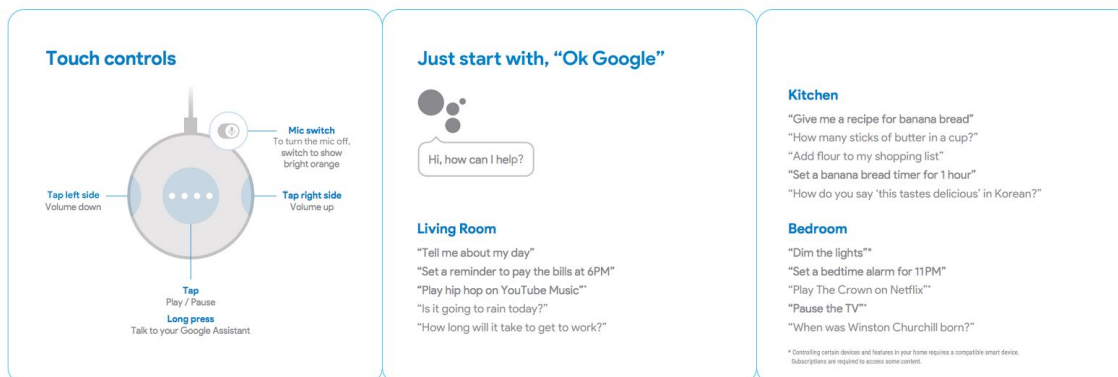 Touch controls
Mic switch
To turn the mic off,
switch to show
bright orange
Tap left side
Volume down
Tap right side
Volume up
Tap
Play / Pause
Long press
Talk to your Google Assistant
Just start with, “Ok Google”
Hi, how can I help?
Living Room
“Tell me about my day”
“Set a reminder to pay the bills at 6PM”
“Play hip hop on YouTube Music”*
“Is it going to rain today?”
“How long will it take to get to work?”
Kitchen
“Give me a recipe for banana bread”
“How many sticks of butter in a cup?”
“Add flour to my shopping list”
“Set a banana bread timer for 1 hour”
“How do you say ‘this tastes delicious’ in Korean?”
Bedroom
“Dim the lights”*
“Set a bedtime alarm for 11PM”
“Play The Crown on Netflix”*
“Pause the TV”*
“When was Winston Churchill born?”
* Controlling certain devices and features in your home requires a compatible smart device.
Subscriptions are required to access some content.